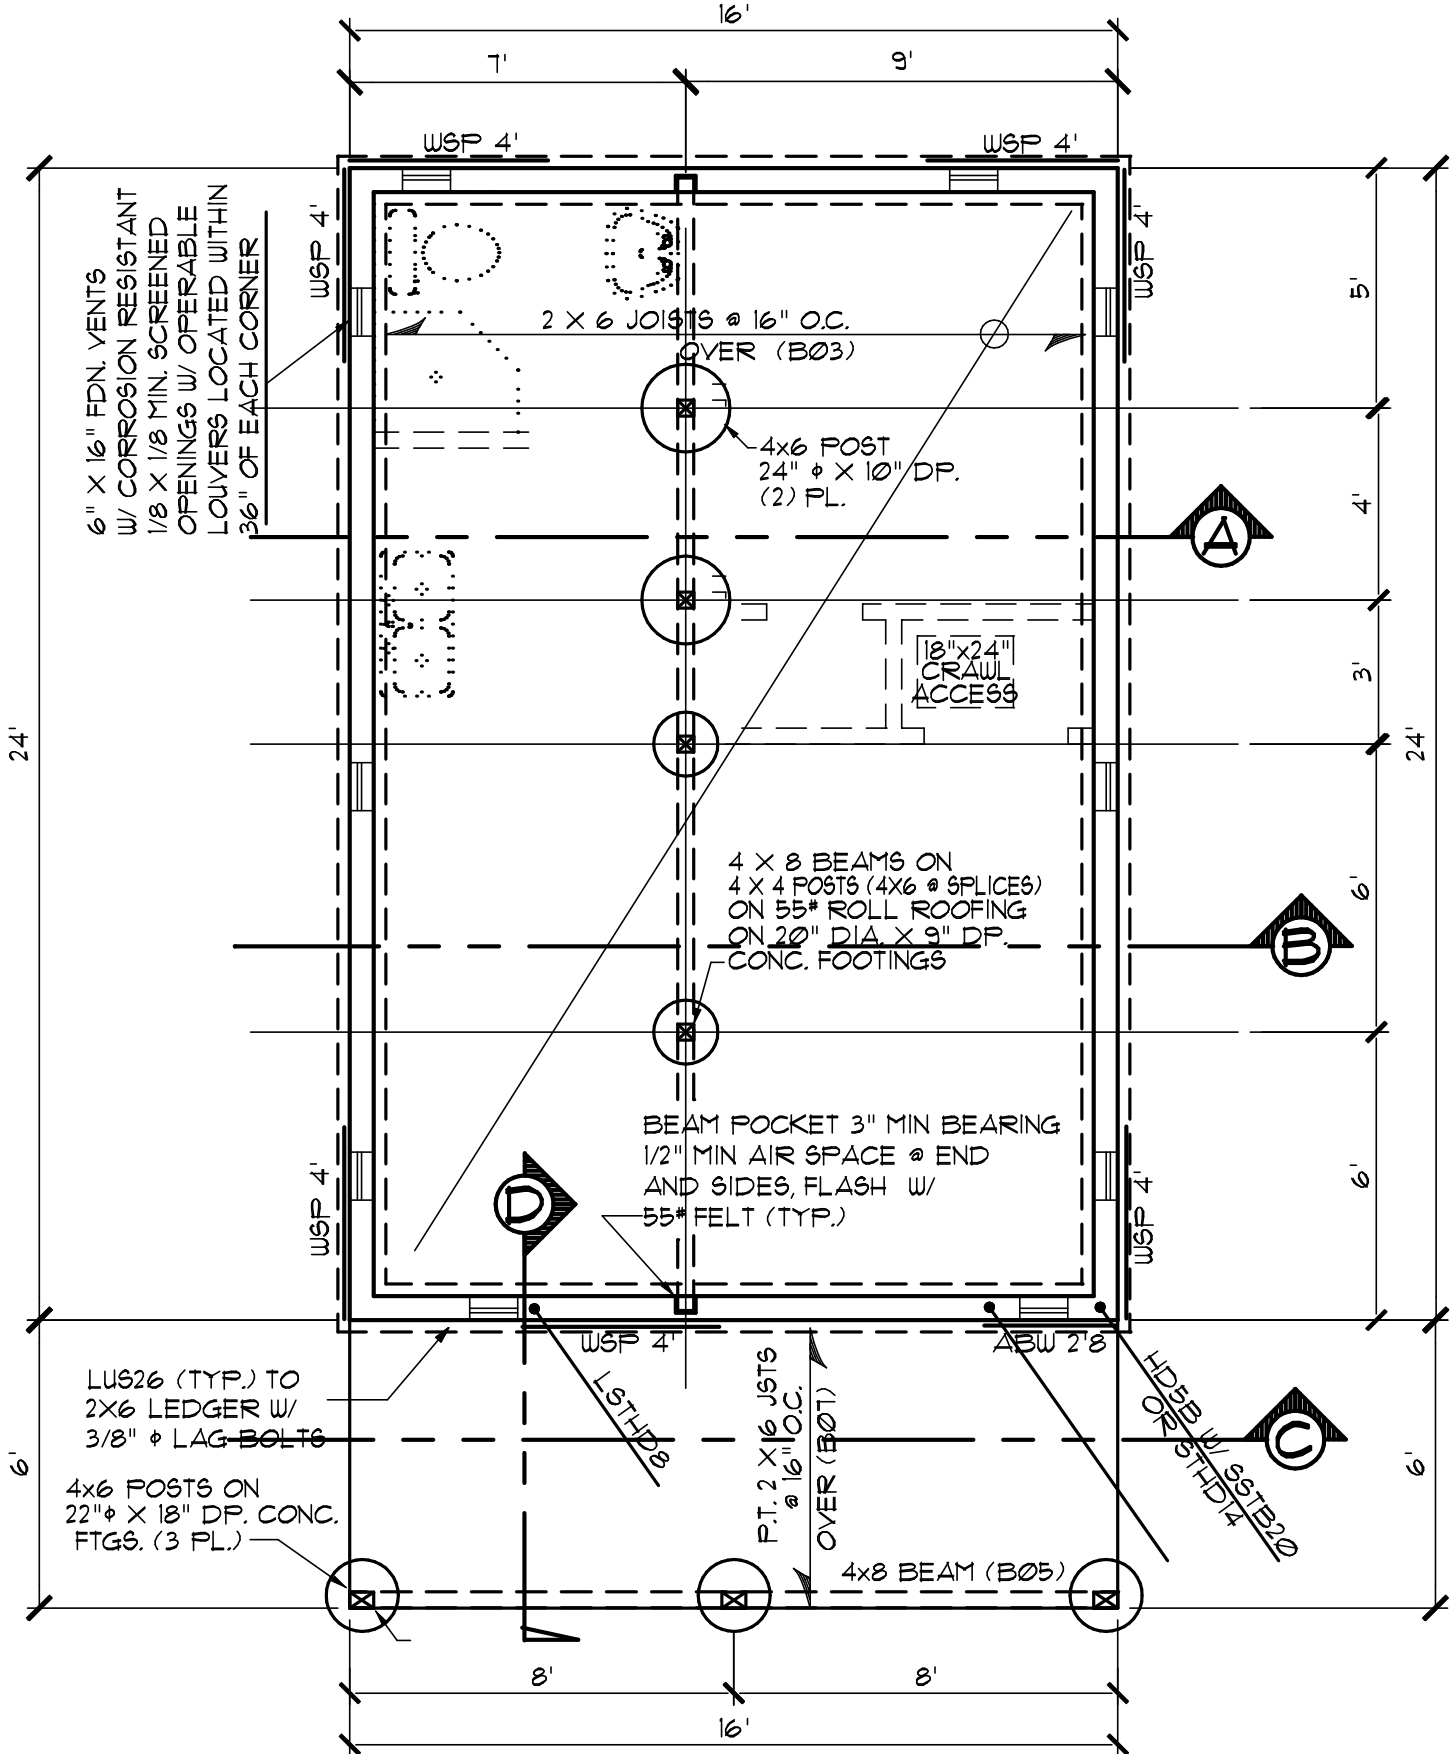 16'
7'
9'
WSP 4'
WSP 4'
6" X 16" FDN. VENTS
W/ CORROSION RESISTANT
1/8 X 1/8 MIN. SCREENED
OPENINGS W/ OPERABLE
LOUVERS LOCATED WITHIN
36" OF EACH CORNER
WSP 4'
WSP 4'
5'
2 X 6 JOISTS @ 16" O.C.
OVER (B03)
4x6 POST
24" ϕ X 10" DP.
(2) PL.
4'
A
18"x24"
CRAWL
ACCESS
3'
24'
24'
4 X 8 BEAMS ON
4 X 4 POSTS (4X6 @ SPLICES)
ON 55# ROLL ROOFING
ON 20" DIA. X 9" DP.
CONC. FOOTINGS
6'
B
BEAM POCKET 3" MIN BEARING
1/2" MIN AIR SPACE @ END
AND SIDES, FLASH W/
55# FELT (TYP.)
D
WSP 4'
WSP 4'
6'
WSP 4'
ABW 2'8
LUS26 (TYP.) TO
2X6 LEDGER W/
3/8" ϕ LAG BOLTS
LSTHD8
P.T. 2 X 6 JSTS
@ 16" O.C.
OVER (B07)
HD5B W/ SSTB20
OR STHD14
C
6'
6'
4x6 POSTS ON
22"ϕ X 18" DP. CONC.
FTGS. (3 PL.)
4x8 BEAM (B05)
8'
8'
16'